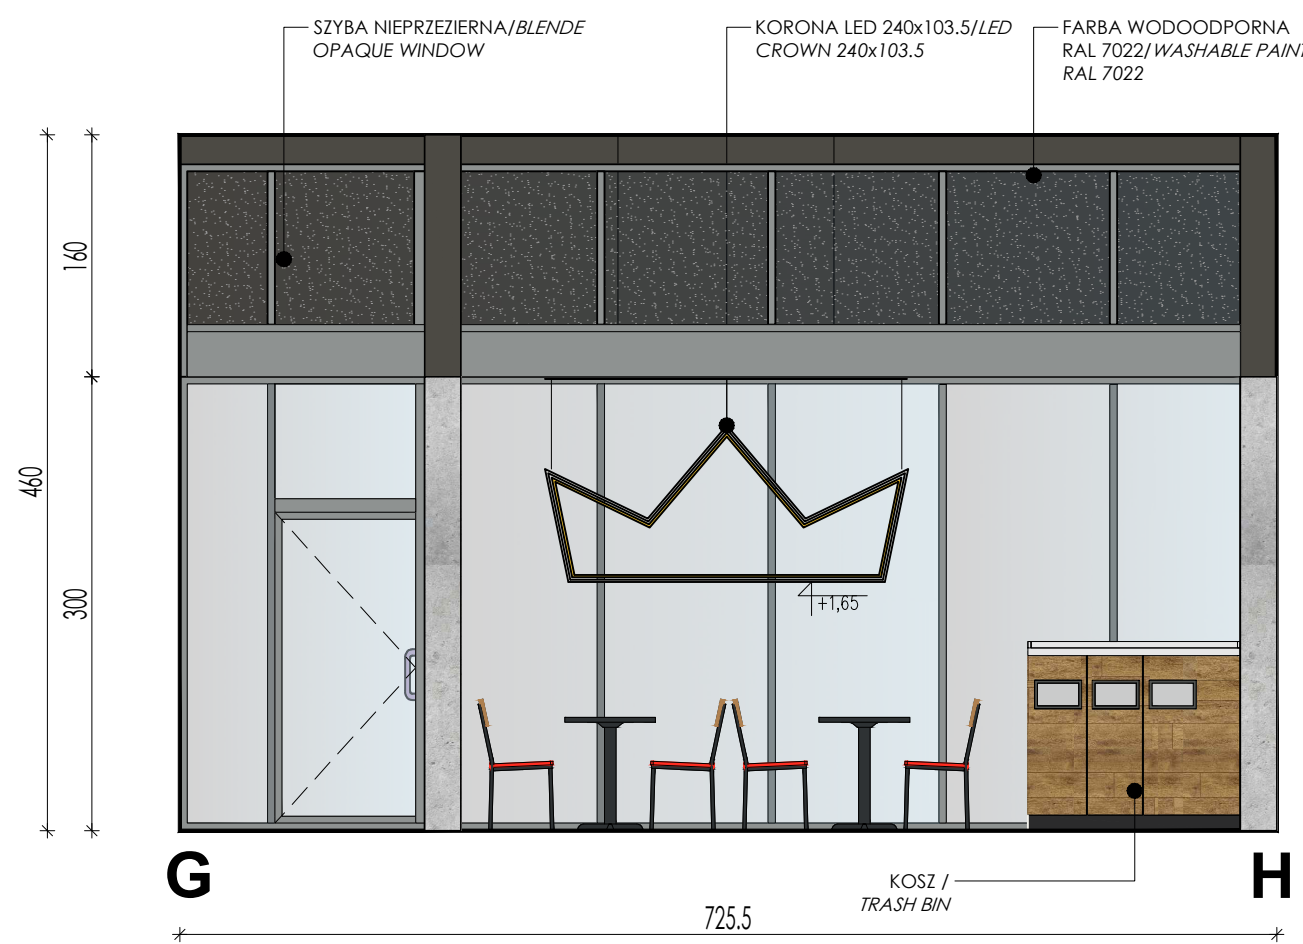 SZYBA NIEPRZEZIERNA/BLENDE
OPAQUE WINDOW
KORONA LED 240x103.5/LED
CROWN 240x103.5
FARBA WODOODPORNA
RAL 7022/WASHABLE PAINT
RAL 7022
160
460
300
+1,65
G
H
KOSZ /
TRASH BIN
725.5